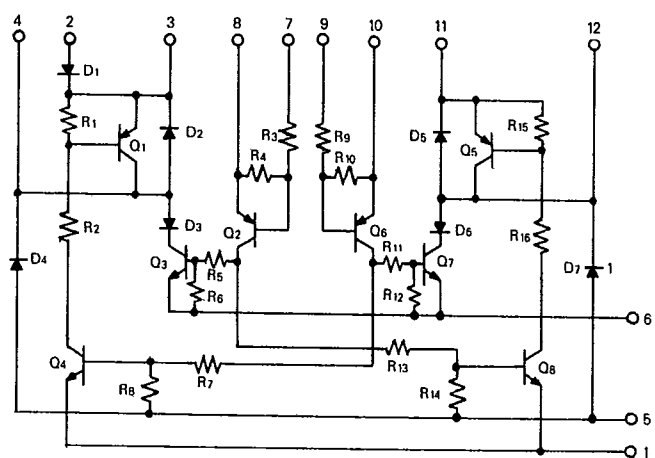 4 2 3 8 7 9 10 11 12
D1
R1 Q1 D2 R3 R9 D5 Q5 R15
R4 R10
R2 D3 Q2 Q6 D6 R16
D4 Q3 R5 R11 Q7 D7 1
R6 R12
6
Q4 R7 R13 Q8
R8 R14
5
1